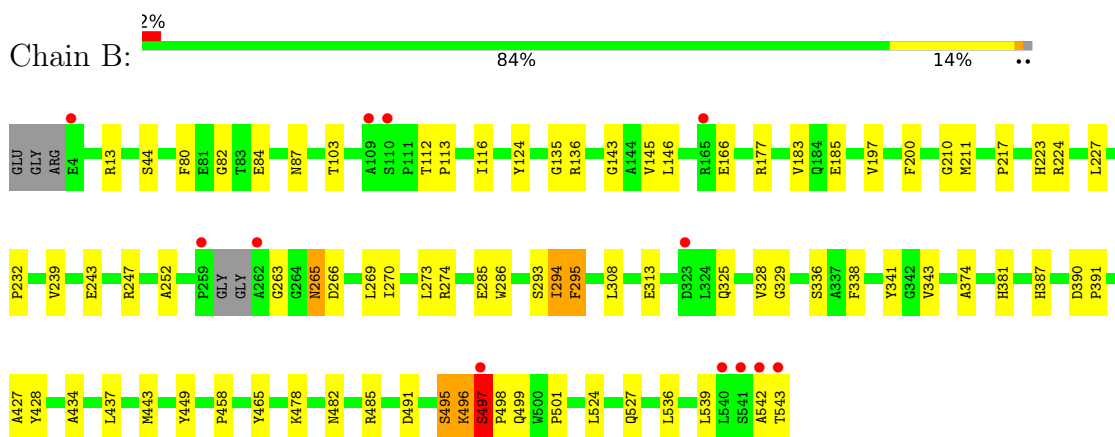 2%
Chain B:
84% 14% ••
GLU GLY ARG E4 R13 S44 F80 E81 G82 T83 E84 N87 T103 A109 S110 P111 T112 P113 I116 Y124 G135 R136 G143 A144 V145 L146 R165 E166 R177 V183 Q184 E185 V197 F200 G210 M211 P217 H223 R224 L227
P232 V239 E243 R247 A252 P259 GLY GLY A262 G263 G264 N265 D266 L269 I270 L273 R274 E285 W286 S293 I294 F295 L308 E313 D323 L324 Q325 V328 G329 S336 A337 F338 Y341 G342 V343 A374 H381 H387 D390 P391
A427 Y428 A434 L437 M443 Y449 P458 Y465 K478 N482 R485 D491 S495 K496 S497 P498 Q499 W500 P501 L524 Q527 L536 L539 L540 S541 A542 T543